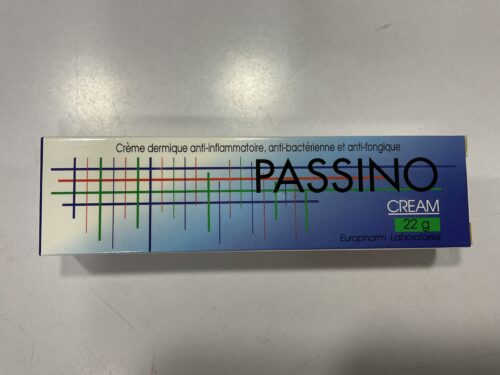 Crème dermique anti-inflammatoire, anti-bactérienne et anti-fongique
PASSINO
CREAM
22 g
Europharm Laboratoires